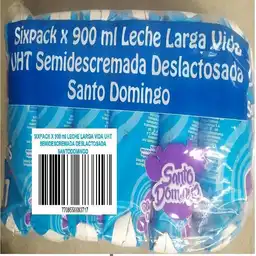 Sixpack x 900 ml Leche Larga Vida
UHT Semidescremada Deslactosada
Santo Domingo
SIXPACK X 900 ml LECHE LARGA VIDA UHT
SEMIDESCREMADA DESLACTOSADA
SANTODOMINGO
Santo
Domingo